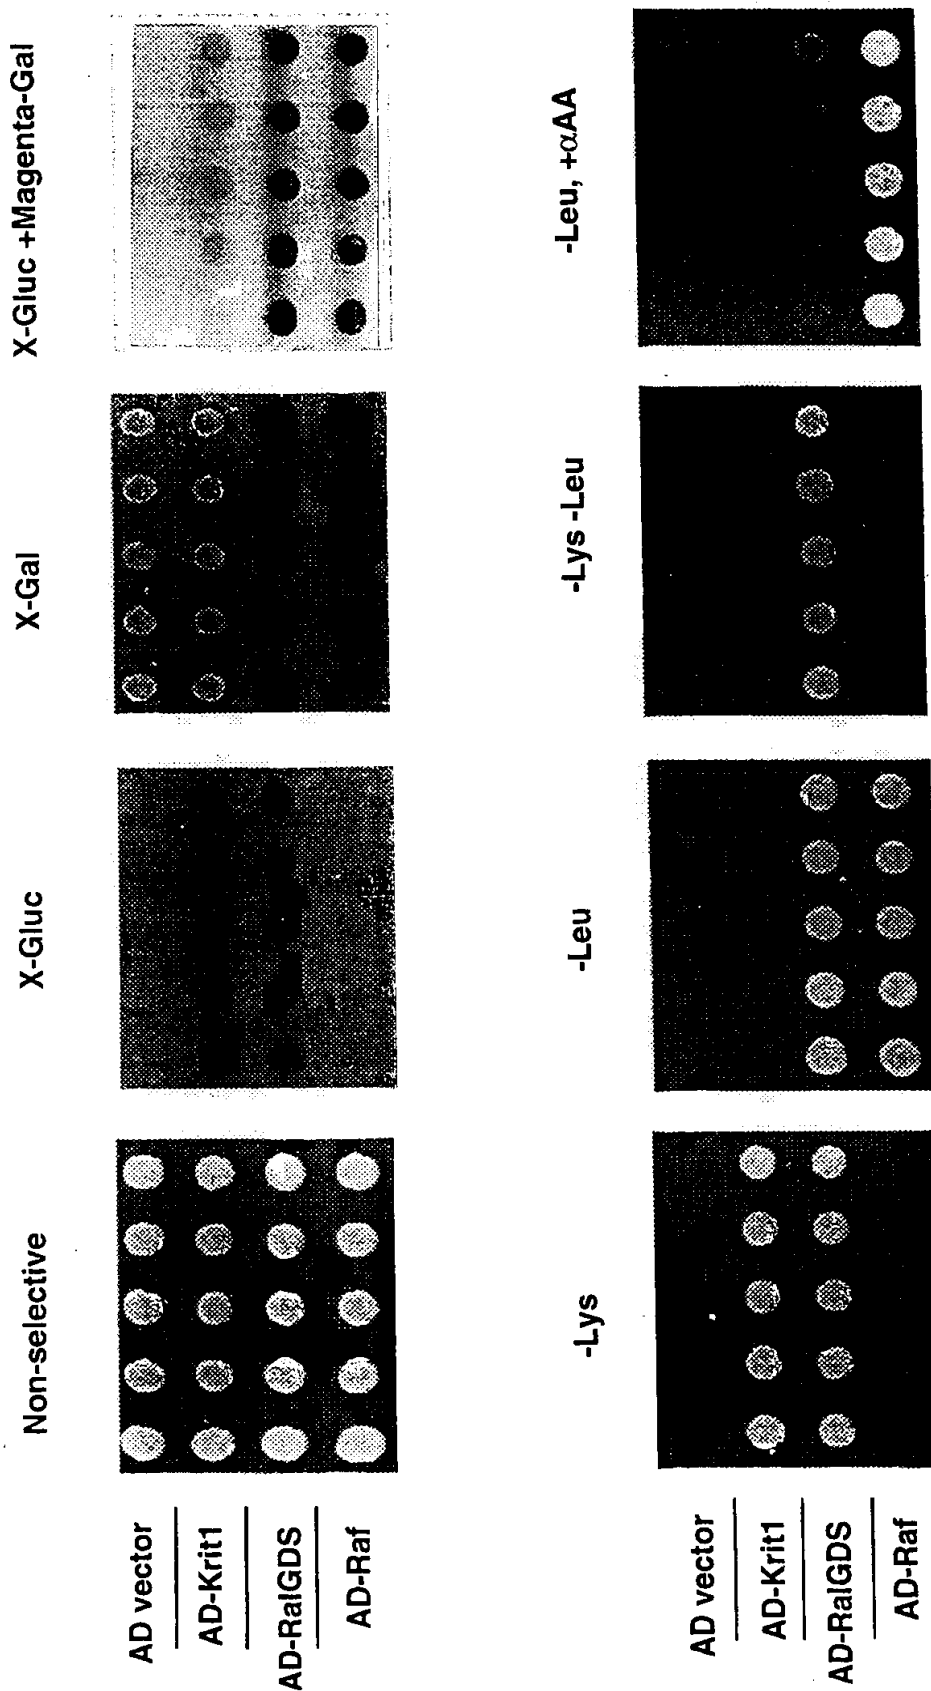 Non-selective
X-Gluc
X-Gal
X-Gluc +Magenta-Gal
AD vector
AD-Krit1
AD-RalGDS
AD-Raf
-Lys
-Leu
-Lys -Leu
-Leu, +αAA
AD vector
AD-Krit1
AD-RalGDS
AD-Raf